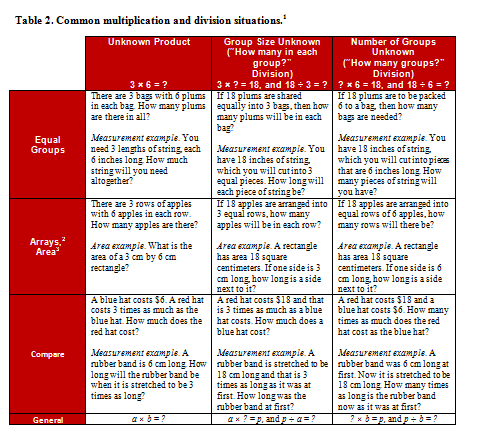 Table 2. Common multiplication and division situations.¹
Unknown Product
3 × 6 = ?
Group Size Unknown
("How many in each
group?"
Division)
3 × ? = 18, and 18 ÷ 3 = ?
Number of Groups
Unknown
("How many groups?"
Division)
? × 6 = 18, and 18 ÷ 6 = ?
Equal
Groups
There are 3 bags with 6 plums
in each bag. How many plums
are there in all?
Measurement example. You
need 3 lengths of string, each
6 inches long. How much
string will you need
altogether?
If 18 plums are shared
equally into 3 bags, then how
many plums will be in each
bag?
Measurement example. You
have 18 inches of string,
which you will cut into 3
equal pieces. How long will
each piece of string be?
If 18 plums are to be packed
6 to a bag, then how many
bags are needed?
Measurement example. You
have 18 inches of string,
which you will cut into pieces
that are 6 inches long. How
many pieces of string will
you have?
Arrays,²
Area³
There are 3 rows of apples
with 6 apples in each row.
How many apples are there?
Area example. What is the
area of a 3 cm by 6 cm
rectangle?
If 18 apples are arranged into
3 equal rows, how many
apples will be in each row?
Area example. A rectangle
has area 18 square
centimeters. If one side is 3
cm long, how long is a side
next to it?
If 18 apples are arranged into
equal rows of 6 apples, how
many rows will there be?
Area example. A rectangle
has area 18 square
centimeters. If one side is 6
cm long, how long is a side
next to it?
Compare
A blue hat costs $6. A red hat
costs 3 times as much as the
blue hat. How much does the
red hat cost?
Measurement example. A
rubber band is 6 cm long. How
long will the rubber band be
when it is stretched to be 3
times as long?
A red hat costs $18 and that
is 3 times as much as a blue
hat costs. How much does a
blue hat cost?
Measurement example. A
rubber band is stretched to be
18 cm long and that is 3
times as long as it was at
first. How long was the
rubber band at first?
A red hat costs $18 and a
blue hat costs $6. How many
times as much does the red
hat cost as the blue hat?
Measurement example. A
rubber band was 6 cm long at
first. Now it is stretched to be
18 cm long. How many times
as long is the rubber band
now as it was at first?
General
a × b = ?
a × ? = p, and p ÷ a = ?
? × b = p, and p ÷ b = ?